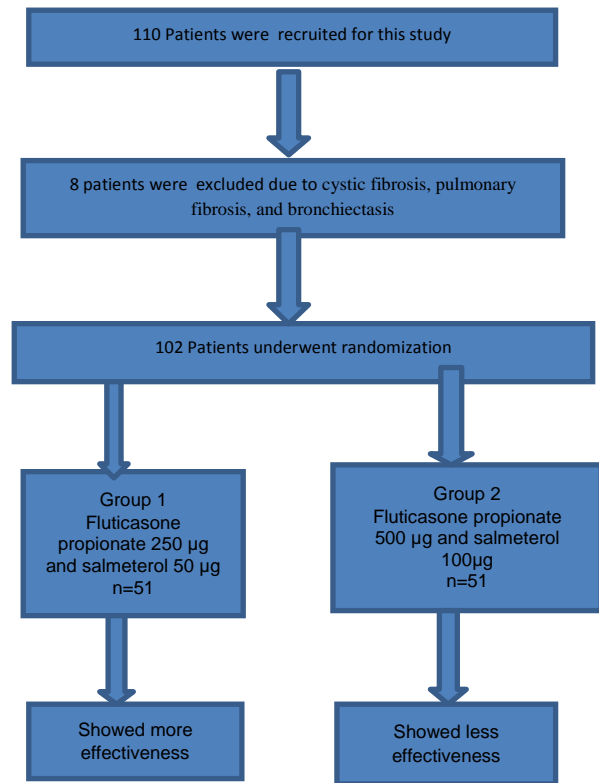 110 Patients were recruited for this study
8 patients were excluded due to cystic fibrosis, pulmonary
fibrosis, and bronchiectasis
102 Patients underwent randomization
Group 1
Fluticasone
propionate 250 µg
and salmeterol 50 µg
n=51
Group 2
Fluticasone propionate
500 µg and salmeterol
100µg
n=51
Showed more
effectiveness
Showed less
effectiveness